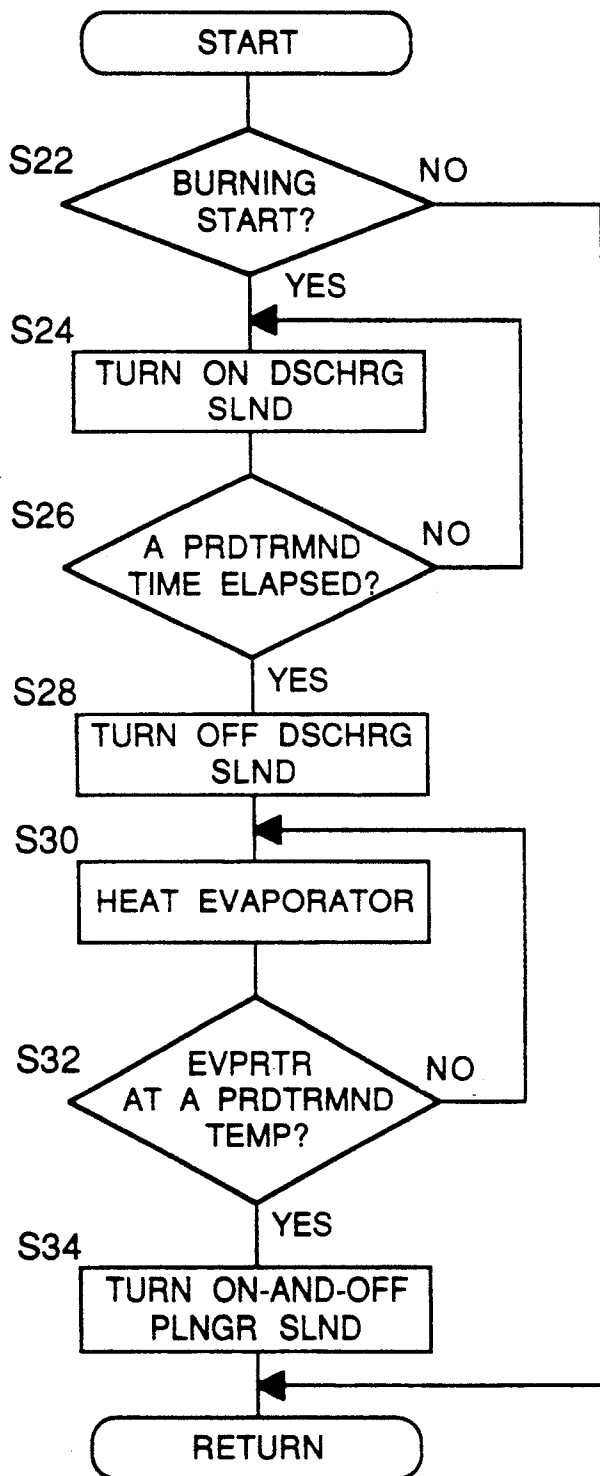 START
S22
BURNING
START?
NO
YES
S24
TURN ON DSCHRG
SLND
S26
A PRDTRMND
TIME ELAPSED?
NO
YES
S28
TURN OFF DSCHRG
SLND
S30
HEAT EVAPORATOR
S32
EVPRTR
AT A PRDTRMND
TEMP?
NO
YES
S34
TURN ON-AND-OFF
PLNGR SLND
RETURN